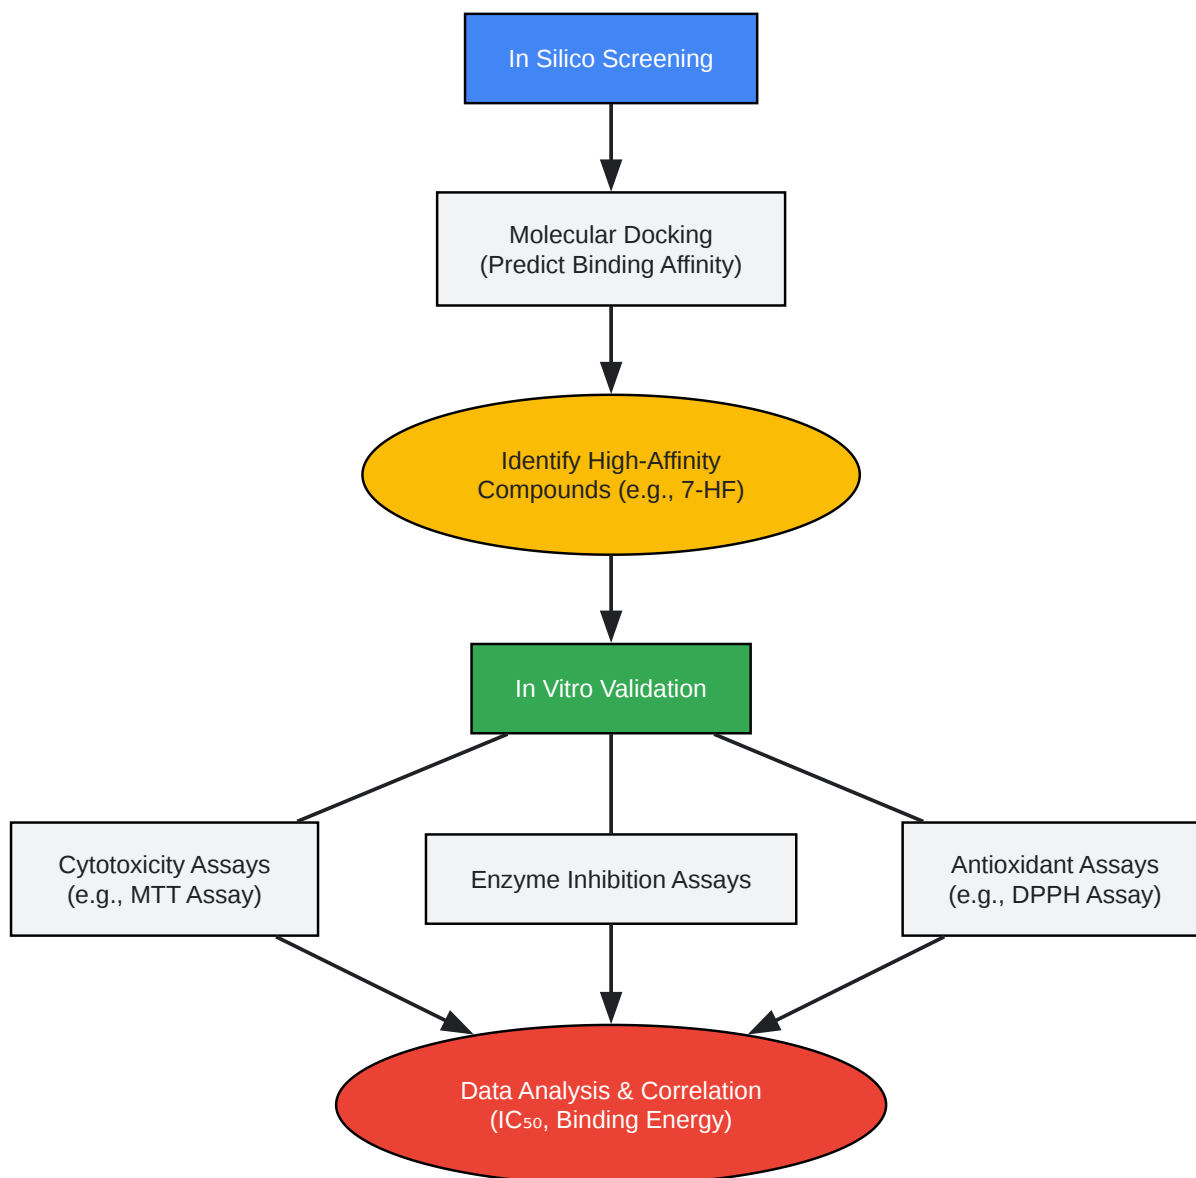 In Silico Screening
Molecular Docking
(Predict Binding Affinity)
Identify High-Affinity
Compounds (e.g., 7-HF)
In Vitro Validation
Cytotoxicity Assays
(e.g., MTT Assay)
Enzyme Inhibition Assays
Antioxidant Assays
(e.g., DPPH Assay)
Data Analysis & Correlation
(IC₅₀, Binding Energy)